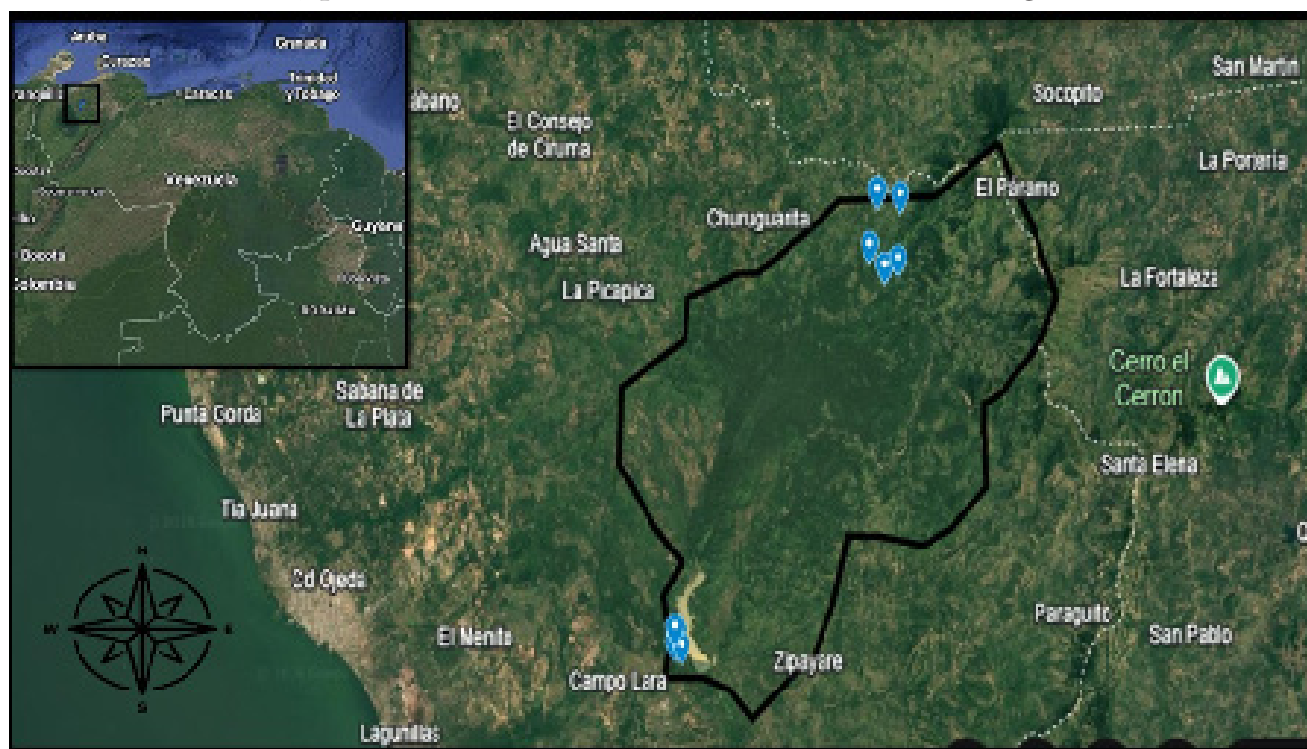 Aruba
Curacao
Granada
Trinidad
y Tobago
Caracas
Venezuela
Guyana
Bogota
Colombia
San Martin
Socopito
El Consejo
de Ciruma
La Porteria
El Paramo
Churuguarita
Agua Santa
La Picapica
La Fortaleza
Cerro el
Cerron
Sabana de
La Plata
Punta Gorda
Santa Elena
Tia Juana
Cd Ojeda
El Menito
Paraguito
San Pablo
Zipayare
Campo Lara
Lagunillas
N
W
E
S